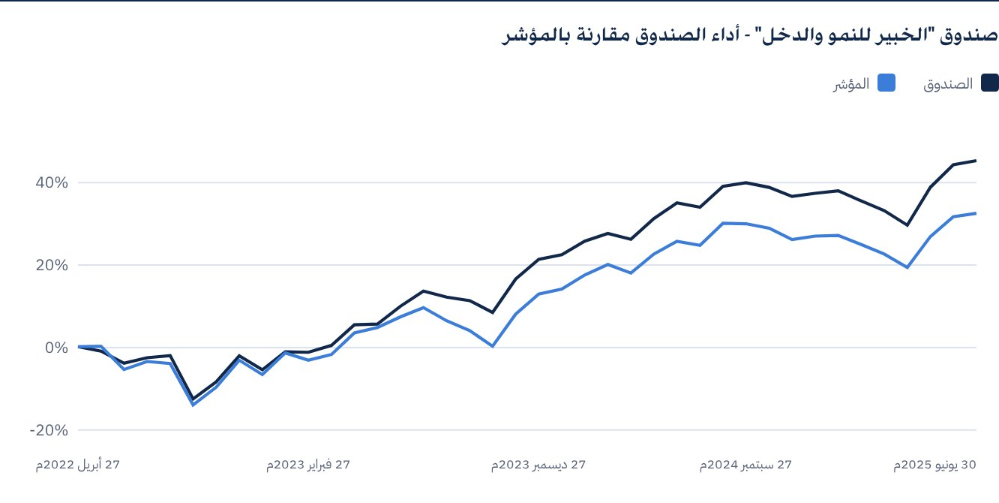 صندوق "الخبير للنمو والدخل" - أداء الصندوق مقارنة بالمؤشر
الصندوق
المؤشر
40%
20%
0%
-20%
27 أبريل 2022م
27 فبراير 2023م
27 ديسمبر 2023م
27 سبتمبر 2024م
30 يونيو 2025م